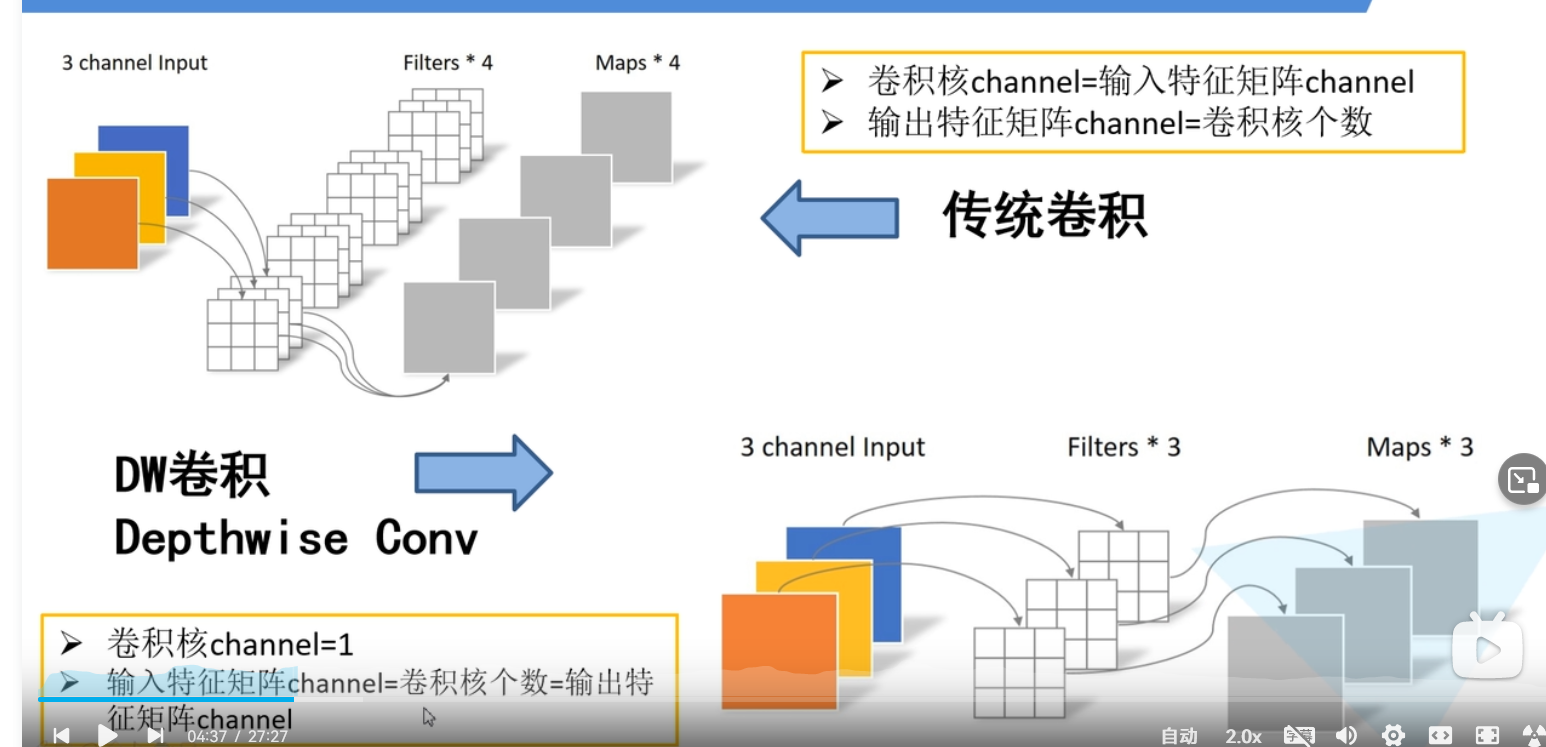 3 channel Input
Filters * 4
Maps * 4
➢ 卷积核channel=输入特征矩阵channel
➢ 输出特征矩阵channel=卷积核个数
传统卷积
DW卷积
Depthwise Conv
3 channel Input
Filters * 3
Maps * 3
➢ 卷积核channel=1
➢ 输入特征矩阵channel=卷积核个数=输出特
征矩阵channel
04:37 / 27:27
自动
2.0x
字幕